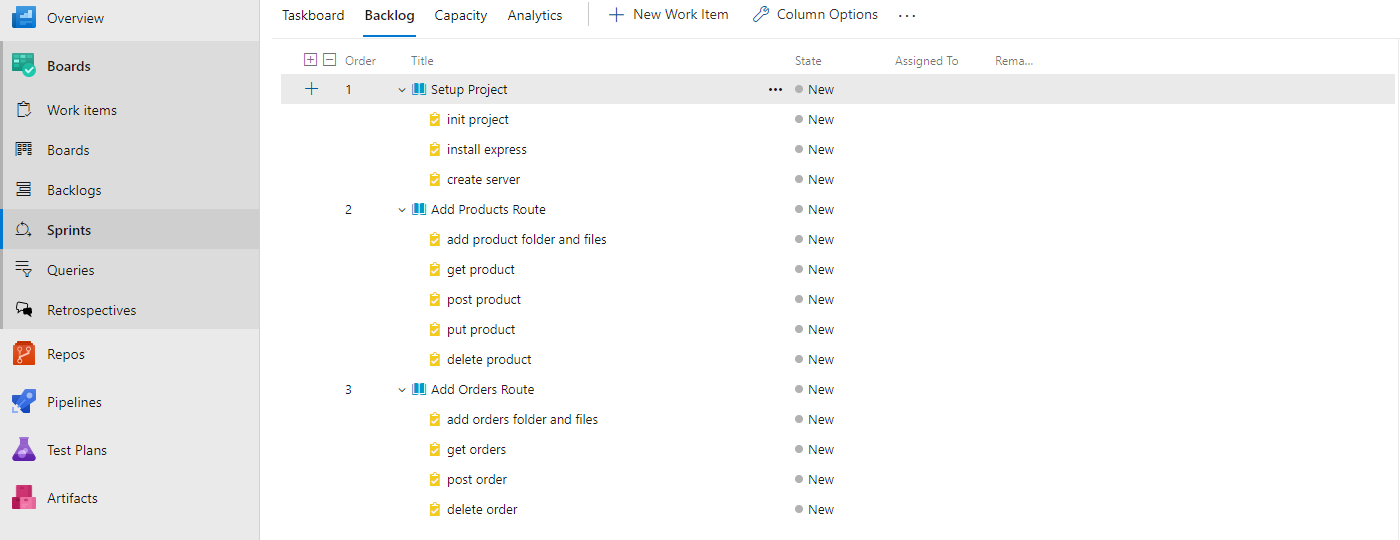 Overview
Boards
Work items
Boards
Backlogs
Sprints
Queries
Retrospectives
Repos
Pipelines
Test Plans
Artifacts
Taskboard Backlog Capacity Analytics New Work Item Column Options ...
Order Title State Assigned To Rema...
1 Setup Project ... New
init project New
install express New
create server New
2 Add Products Route New
add product folder and files New
get product New
post product New
put product New
delete product New
3 Add Orders Route New
add orders folder and files New
get orders New
post order New
delete order New